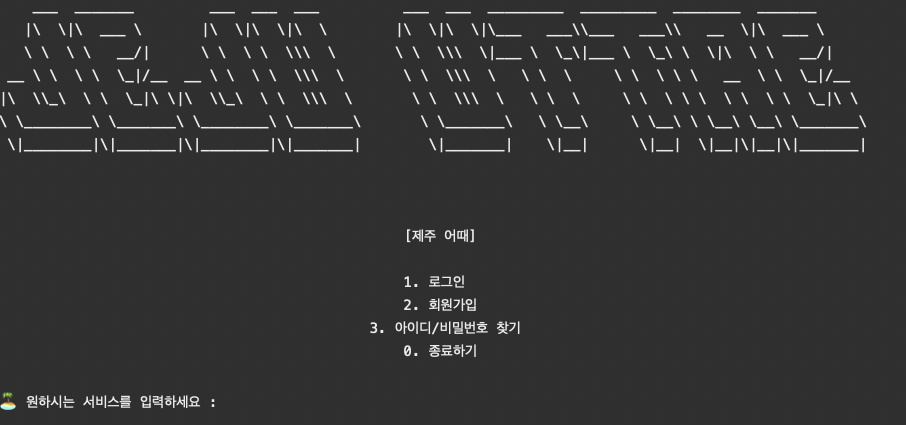 JEJU UTTAE
[제주 어때]
1. 로그인
2. 회원가입
3. 아이디/비밀번호 찾기
0. 종료하기
🏝️ 원하시는 서비스를 입력하세요 :